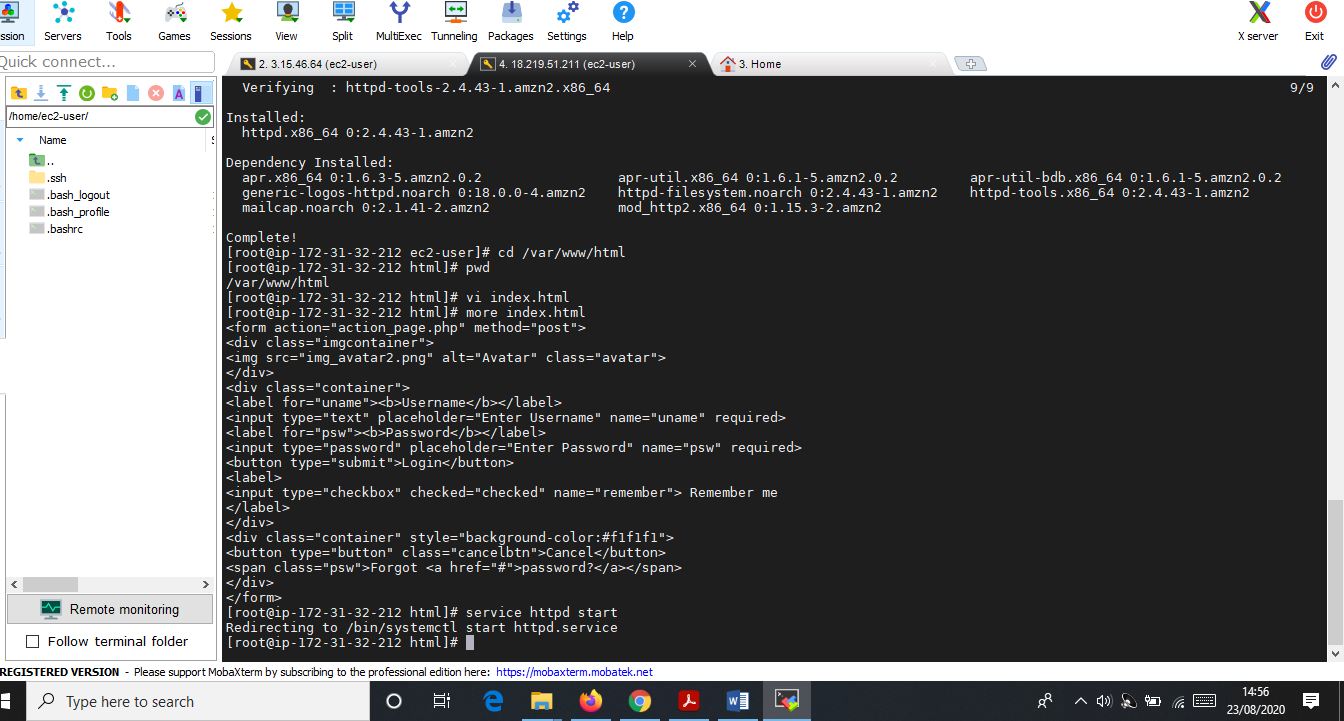 ssion Servers Tools Games Sessions View Split MultiExec Tunneling Packages Settings Help X server Exit
Quick connect...
2. 3.15.46.64 (ec2-user) 4. 18.219.51.211 (ec2-user) 3. Home
/home/ec2-user/
Name
..
.ssh
.bash_logout
.bash_profile
.bashrc
Remote monitoring
Follow terminal folder
Verifying : httpd-tools-2.4.43-1.amzn2.x86_64 9/9
Installed:
httpd.x86_64 0:2.4.43-1.amzn2
Dependency Installed:
apr.x86_64 0:1.6.3-5.amzn2.0.2 apr-util.x86_64 0:1.6.1-5.amzn2.0.2 apr-util-bdb.x86_64 0:1.6.1-5.amzn2.0.2
generic-logos-httpd.noarch 0:18.0.0-4.amzn2 httpd-filesystem.noarch 0:2.4.43-1.amzn2 httpd-tools.x86_64 0:2.4.43-1.amzn2
mailcap.noarch 0:2.1.41-2.amzn2 mod_http2.x86_64 0:1.15.3-2.amzn2
Complete!
[root@ip-172-31-32-212 ec2-user]# cd /var/www/html
[root@ip-172-31-32-212 html]# pwd
/var/www/html
[root@ip-172-31-32-212 html]# vi index.html
[root@ip-172-31-32-212 html]# more index.html
<form action="action_page.php" method="post">
<div class="imgcontainer">
<img src="img_avatar2.png" alt="Avatar" class="avatar">
</div>
<div class="container">
<label for="uname"><b>Username</b></label>
<input type="text" placeholder="Enter Username" name="uname" required>
<label for="psw"><b>Password</b></label>
<input type="password" placeholder="Enter Password" name="psw" required>
<button type="submit">Login</button>
<label>
<input type="checkbox" checked="checked" name="remember"> Remember me
</label>
</div>
<div class="container" style="background-color:#f1f1f1">
<button type="button" class="cancelbtn">Cancel</button>
<span class="psw">Forgot <a href="#">password?</a></span>
</div>
</form>
[root@ip-172-31-32-212 html]# service httpd start
Redirecting to /bin/systemctl start httpd.service
[root@ip-172-31-32-212 html]#
REGISTERED VERSION - Please support MobaXterm by subscribing to the professional edition here: https://mobaxterm.mobatek.net
Type here to search
14:56
23/08/2020